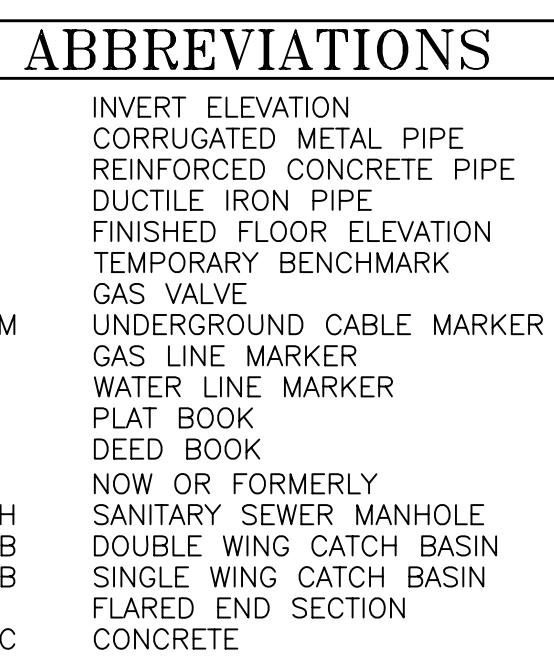 ABBREVIATIONS
INVERT ELEVATION
CORRUGATED METAL PIPE
REINFORCED CONCRETE PIPE
DUCTILE IRON PIPE
FINISHED FLOOR ELEVATION
TEMPORARY BENCHMARK
GAS VALVE
M UNDERGROUND CABLE MARKER
GAS LINE MARKER
WATER LINE MARKER
PLAT BOOK
DEED BOOK
NOW OR FORMERLY
H SANITARY SEWER MANHOLE
B DOUBLE WING CATCH BASIN
B SINGLE WING CATCH BASIN
FLARED END SECTION
C CONCRETE